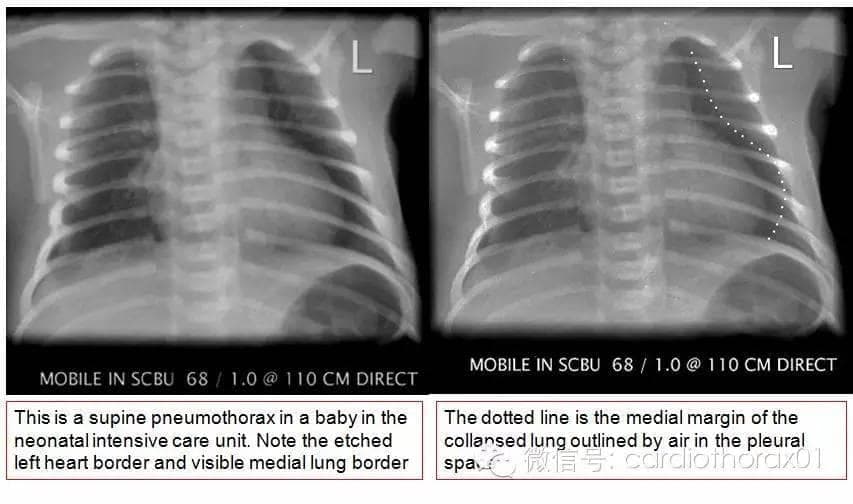 L
L
MOBILE IN SCBU 68 / 1.0 @ 110 CM DIRECT
MOBILE IN SCBU 68 / 1.0 @ 110 CM DIRECT
This is a supine pneumothorax in a baby in the
neonatal intensive care unit. Note the etched
left heart border and visible medial lung border
The dotted line is the medial margin of the
collapsed lung outlined by air in the pleural
space
微信号: cardiothorax01